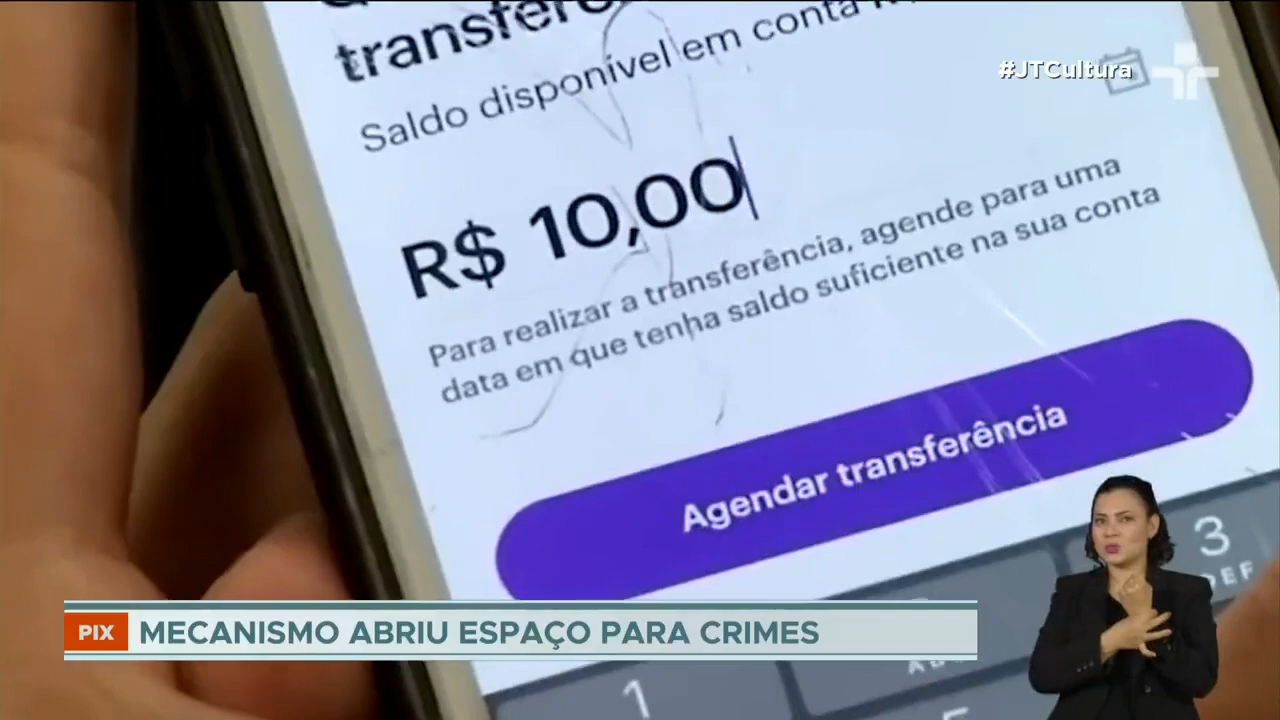 transferê
Saldo disponível em conta
#JTCultura
R$ 10,00
Para realizar a transferência, agende para uma
data em que tenha saldo suficiente na sua conta
Agendar transferência
3
DEF
PIX MECANISMO ABRIU ESPAÇO PARA CRIMES
1
5